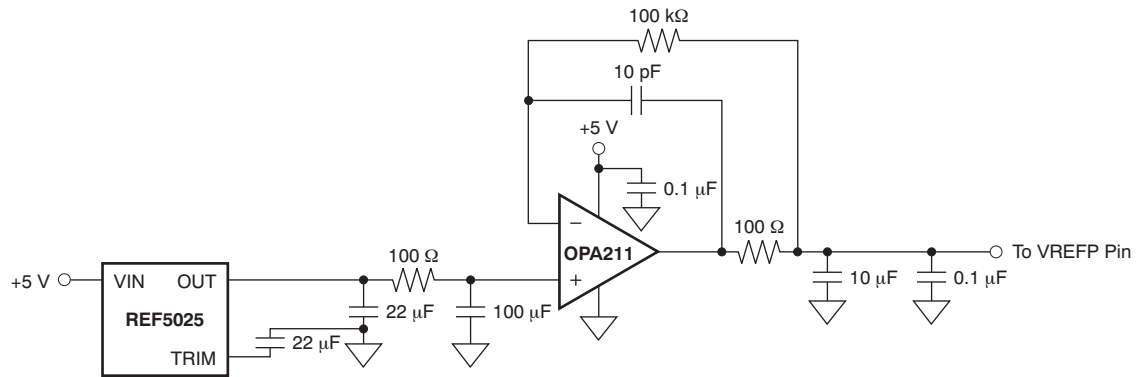 100 kΩ
10 pF
+5 V
0.1 μF
−
OPA211
+
100 Ω
To VREFP Pin
10 μF
0.1 μF
+5 V
VIN
OUT
REF5025
TRIM
22 μF
22 μF
100 Ω
100 μF